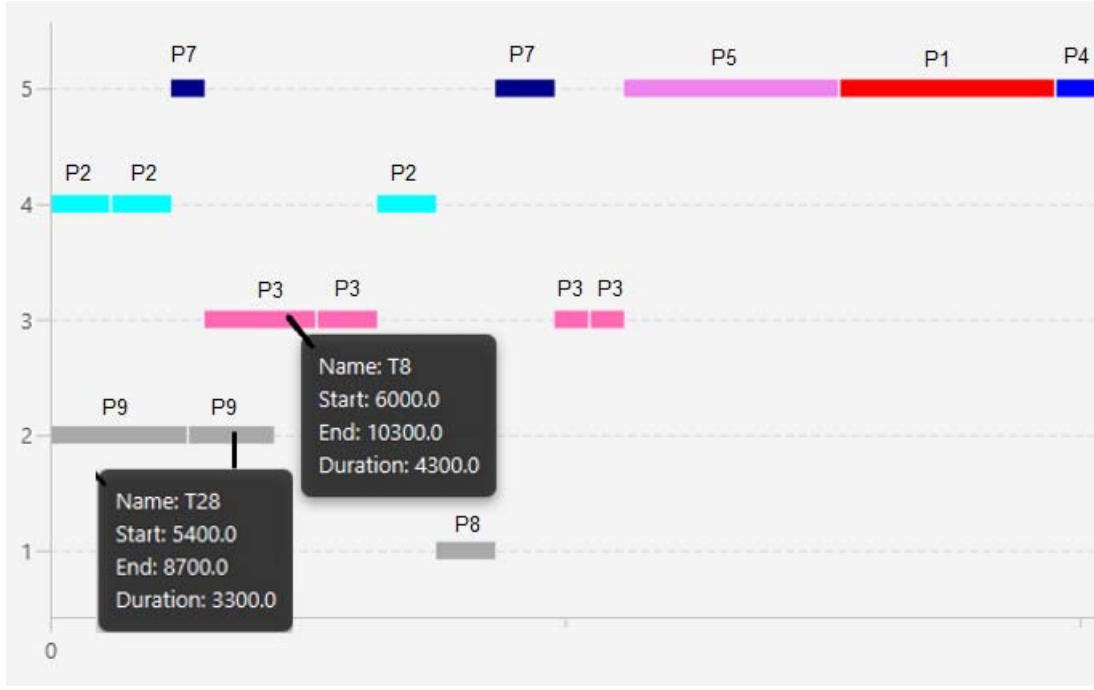 P7 P7 P5 P1 P4
5
P2 P2 P2
4
P3 P3 P3 P3
3
Name: T8
Start: 6000.0
End: 10300.0
Duration: 4300.0
P9 P9
2
Name: T28
Start: 5400.0
End: 8700.0
Duration: 3300.0
P8
1
0